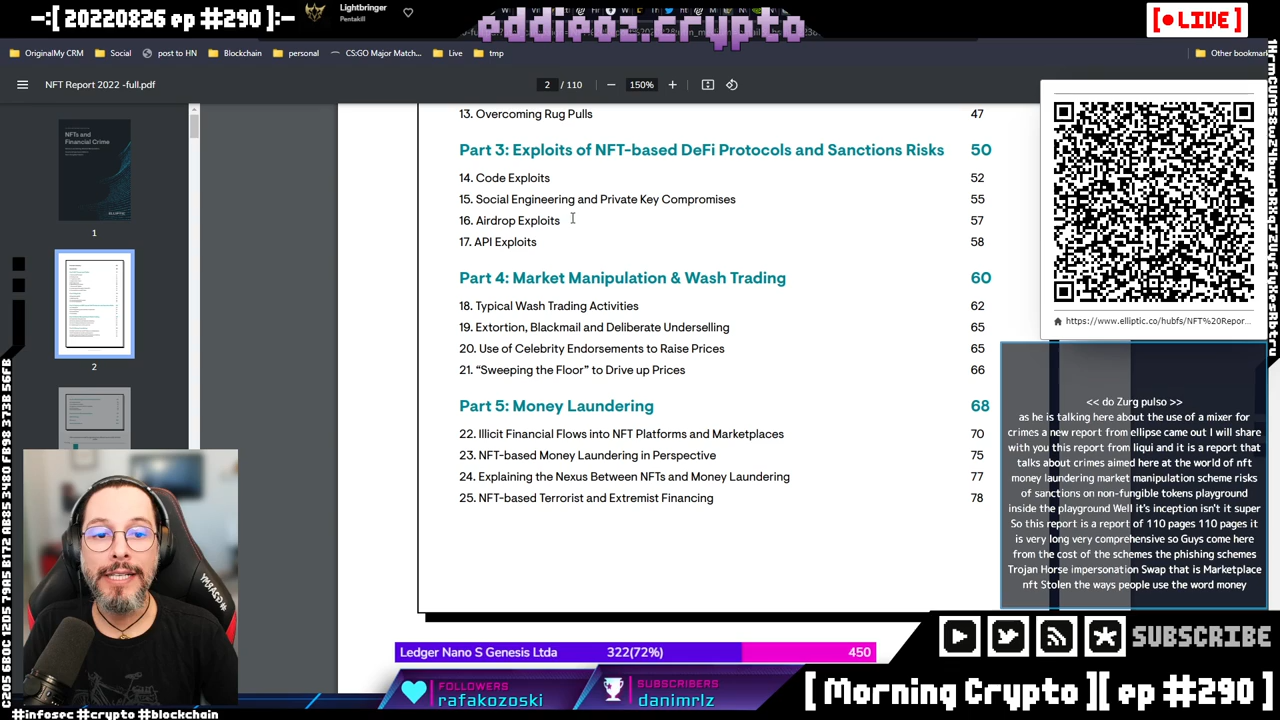 -:[ 20220826 ep #290 ]:-
Lightbringer
Pentakill
eddieoz.crypto
[● LIVE ]
OriginalMy CRM
Social
post to HN
Blockchain
personal
CS:GO Major Match...
Live
tmp
Other bookmar
NFT Report 2022 -full.pdf
2 / 110
150%
NFTs and
Financial Crime
ELLIPTIC
1
2
13. Overcoming Rug Pulls 47
Part 3: Exploits of NFT-based DeFi Protocols and Sanctions Risks 50
14. Code Exploits 52
15. Social Engineering and Private Key Compromises 55
16. Airdrop Exploits 57
17. API Exploits 58
Part 4: Market Manipulation & Wash Trading 60
18. Typical Wash Trading Activities 62
19. Extortion, Blackmail and Deliberate Underselling 65
20. Use of Celebrity Endorsements to Raise Prices 65
21. “Sweeping the Floor” to Drive up Prices 66
Part 5: Money Laundering 68
22. Illicit Financial Flows into NFT Platforms and Marketplaces 70
23. NFT-based Money Laundering in Perspective 75
24. Explaining the Nexus Between NFTs and Money Laundering 77
25. NFT-based Terrorist and Extremist Financing 78
https://www.elliptic.co/hubfs/NFT%20Repor...
<< do Zurg pulso >>
as he is talking here about the use of a mixer for
crimes a new report from ellipse came out I will share
with you this report from liqui and it is a report that
talks about crimes aimed here at the world of nft
money laundering market manipulation scheme risks
of sanctions on non-fungible tokens playground
inside the playground Well it's inception isn't it super
So this report is a report of 110 pages 110 pages it
is very long very comprehensive so Guys come here
from the cost of the schemes the phishing schemes
Trojan Horse impersonation Swap that is Marketplace
nft Stolen the ways people use the word money
SUBSCRIBE
Ledger Nano S Genesis Ltda 322(72%) 450
FOLLOWERS
rafakozoski
SUBSCRIBERS
danimrlz
[ Morning Crypto ][ ep #290 ]
infosec #crypto #blockchain